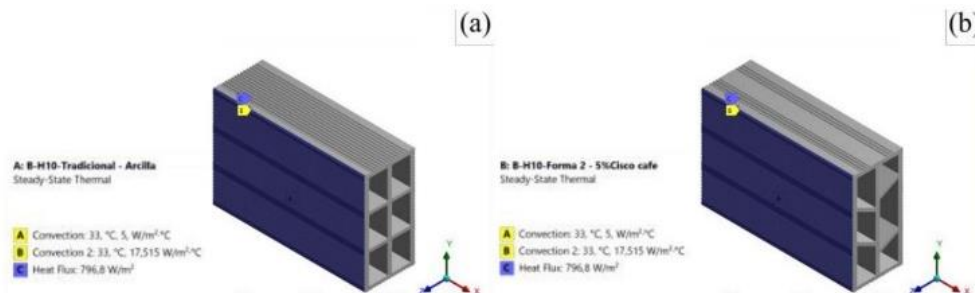 (a)
A: B-H10-Tradicional - Arcilla
Steady-State Thermal
A Convection: 33, °C, 5, W/m²·°C
B Convection 2: 33, °C, 17,515 W/m²·°C
C Heat Flux: 796,8 W/m²
Y
Z
X
(b)
B: B-H10-Forma 2 - 5%Cisco cafe
Steady-State Thermal
A Convection: 33, °C, 5, W/m²·°C
B Convection 2: 33, °C, 17,515 W/m²·°C
C Heat Flux: 796,8 W/m²
Y
Z
X